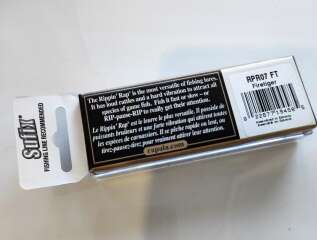 Sufix
FISHING LINE RECOMMENDED
The Rippin' Rap® is the most versatile of fishing lures.
It has loud rattles and a hard vibration to attract all
species of game fish. Fish it fast or slow – or
RIP-pause-RIP to really get their attention.
Le Rippin' Rap® est le leurre le plus versatile. Il attire
puissants bruiteurs et une forte vibration qui attirent toutes
les espèces de carnassiers. Il se pêche rapide ou lent, ou
tirez-pausez-tirez, pour vraiment attirer leur attention.
rapala.com
RPR07 FT
Firetiger